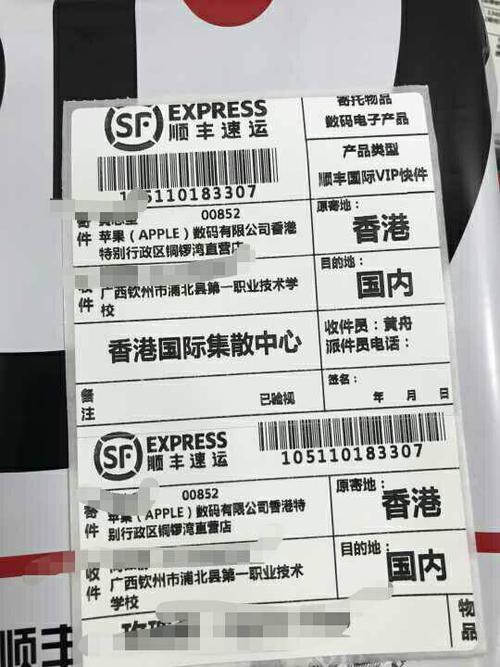 SF EXPRESS
顺丰速运
105110183307
寄托物品
数码电子产品
产品类型
顺丰国际VIP快件
00852
寄件
苹果（APPLE）数码有限公司香港
特别行政区铜锣湾直营店
原寄地：
香港
收件
广西钦州市浦北县第一职业技术学
校
目的地：
国内
香港国际集散中心
收件员：黄舟
派件员电话：
备注
已验视
签名：
年 月 日
SF EXPRESS
顺丰速运
105110183307
00852
寄件
苹果（APPLE）数码有限公司香港特
别行政区铜锣湾直营店
原寄地：
香港
收件
广西钦州市浦北县第一职业技术
学校
目的地：
国内
物品
顺丰